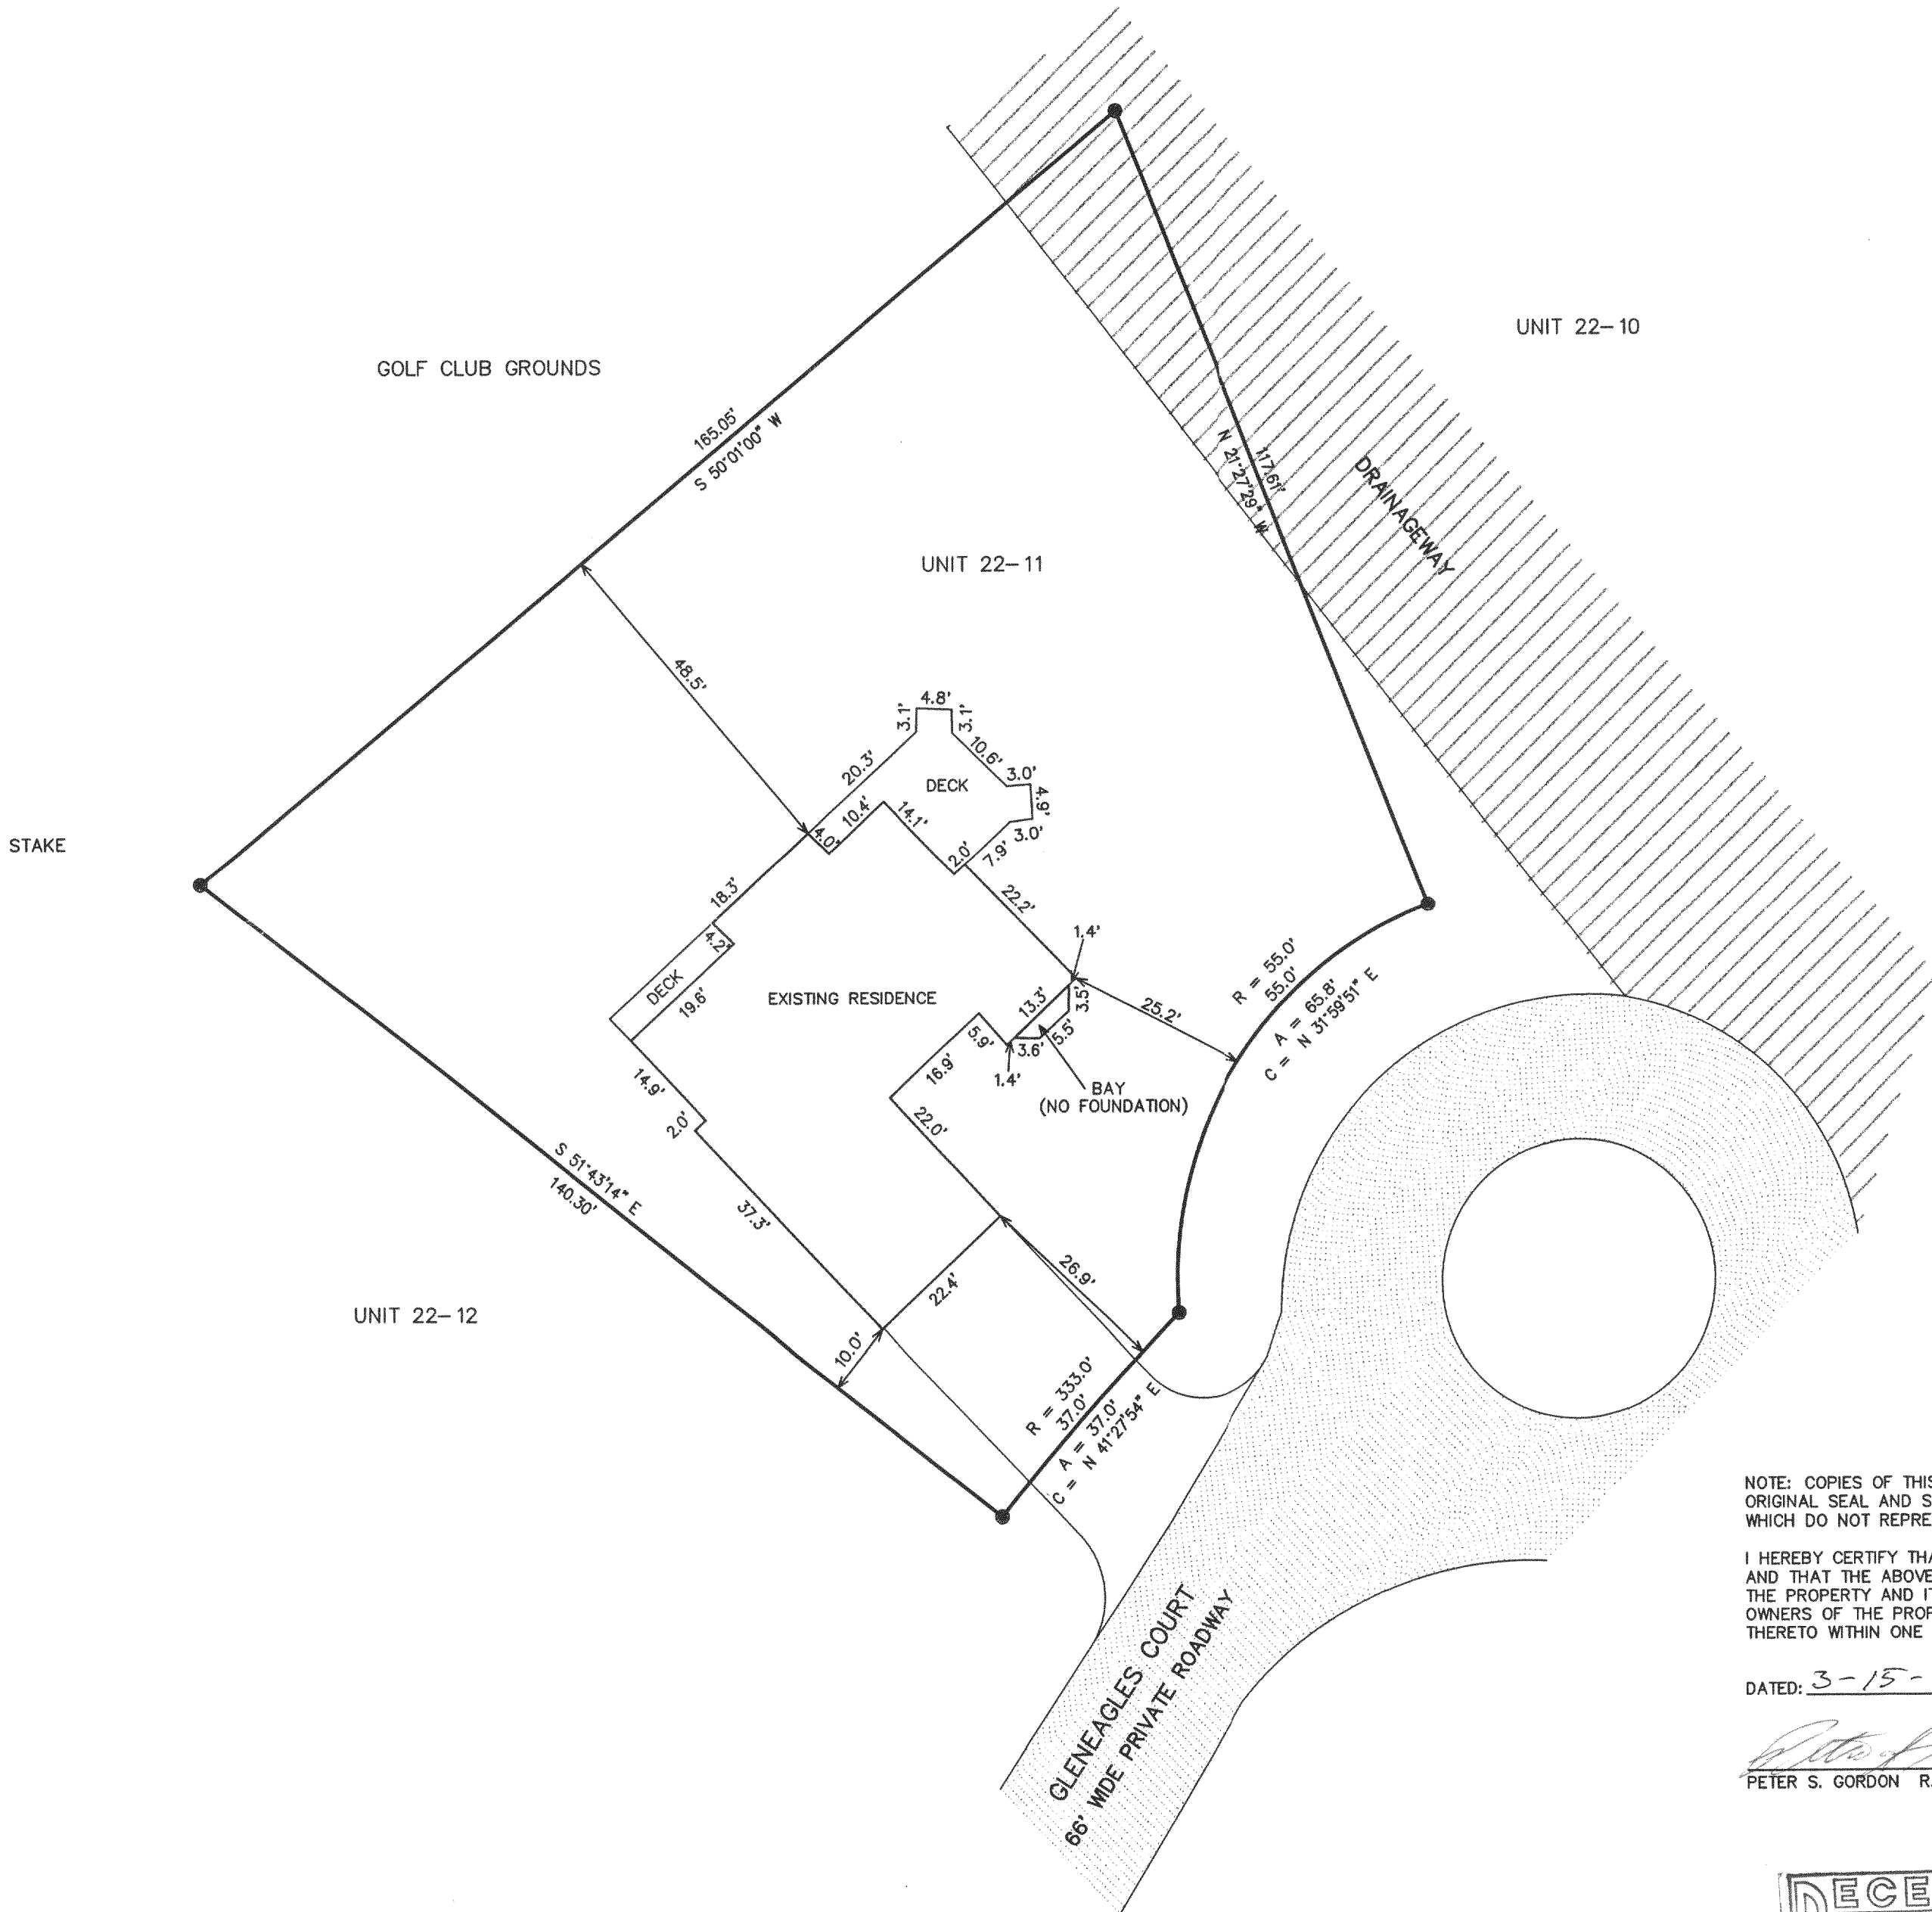 UNIT 22-10
GOLF CLUB GROUNDS
165.05'
S 50°01'00" W
N 21°27'29" W
117.61'
DRAINAGEWAY
UNIT 22-11
48.5'
4.8'
3.1'
3.1'
10.6'
20.3'
DECK
3.0'
4.9'
3.0'
10.4'
14.1'
4.0'
2.0'
7.9'
STAKE
18.3'
22.2'
4.2'
1.4'
DECK
19.6'
EXISTING RESIDENCE
13.3'
3.5'
25.2'
R = 55.0'
55.0'
A = 65.8'
C = N 31°59'51" E
5.9'
3.6'
5.5'
1.4'
16.9'
BAY
(NO FOUNDATION)
14.9'
2.0'
22.0'
S 51°43'14" E
140.30'
37.3'
26.9'
22.4'
UNIT 22-12
10.0'
R = 333.0'
37.0'
A = 37.0'
C = N 41°27'54" E
GLENEAGLES COURT
66' WIDE PRIVATE ROADWAY
NOTE: COPIES OF THIS
ORIGINAL SEAL AND S
WHICH DO NOT REPRE
I HEREBY CERTIFY THA
AND THAT THE ABOVE
THE PROPERTY AND IT
OWNERS OF THE PROP
THERETO WITHIN ONE
DATED: 3-15-
PETER S. GORDON R.
ECE